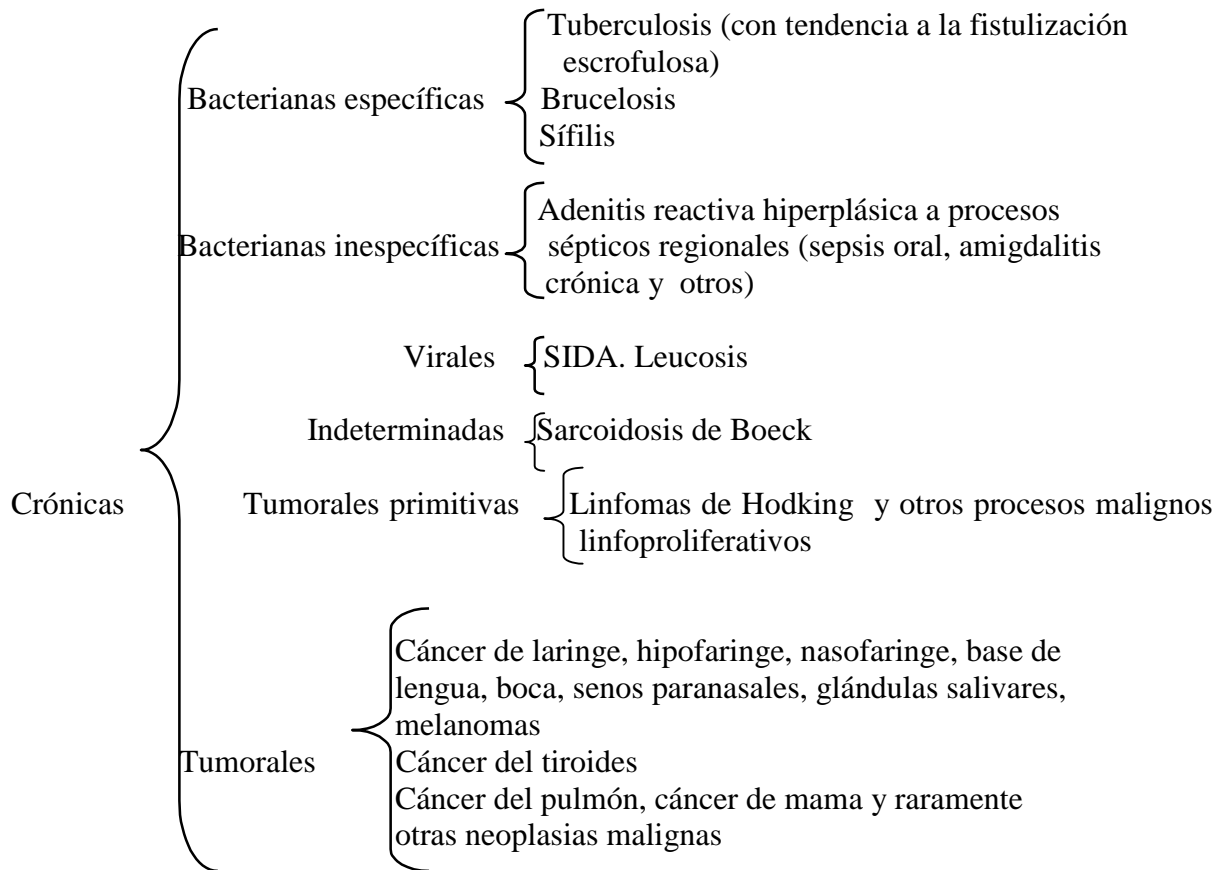 Tuberculosis (con tendencia a la fistulización
escrofulosa)
Bacterianas específicas
Brucelosis
Sífilis
Adenitis reactiva hiperplásica a procesos
Bacterianas inespecíficas
sépticos regionales (sepsis oral, amigdalitis
crónica y otros)
Virales
SIDA. Leucosis
Indeterminadas
Sarcoidosis de Boeck
Crónicas
Tumorales primitivas
Linfomas de Hodking y otros procesos malignos
linfoproliferativos
Cáncer de laringe, hipofaringe, nasofaringe, base de
lengua, boca, senos paranasales, glándulas salivares,
melanomas
Tumorales
Cáncer del tiroides
Cáncer del pulmón, cáncer de mama y raramente
otras neoplasias malignas